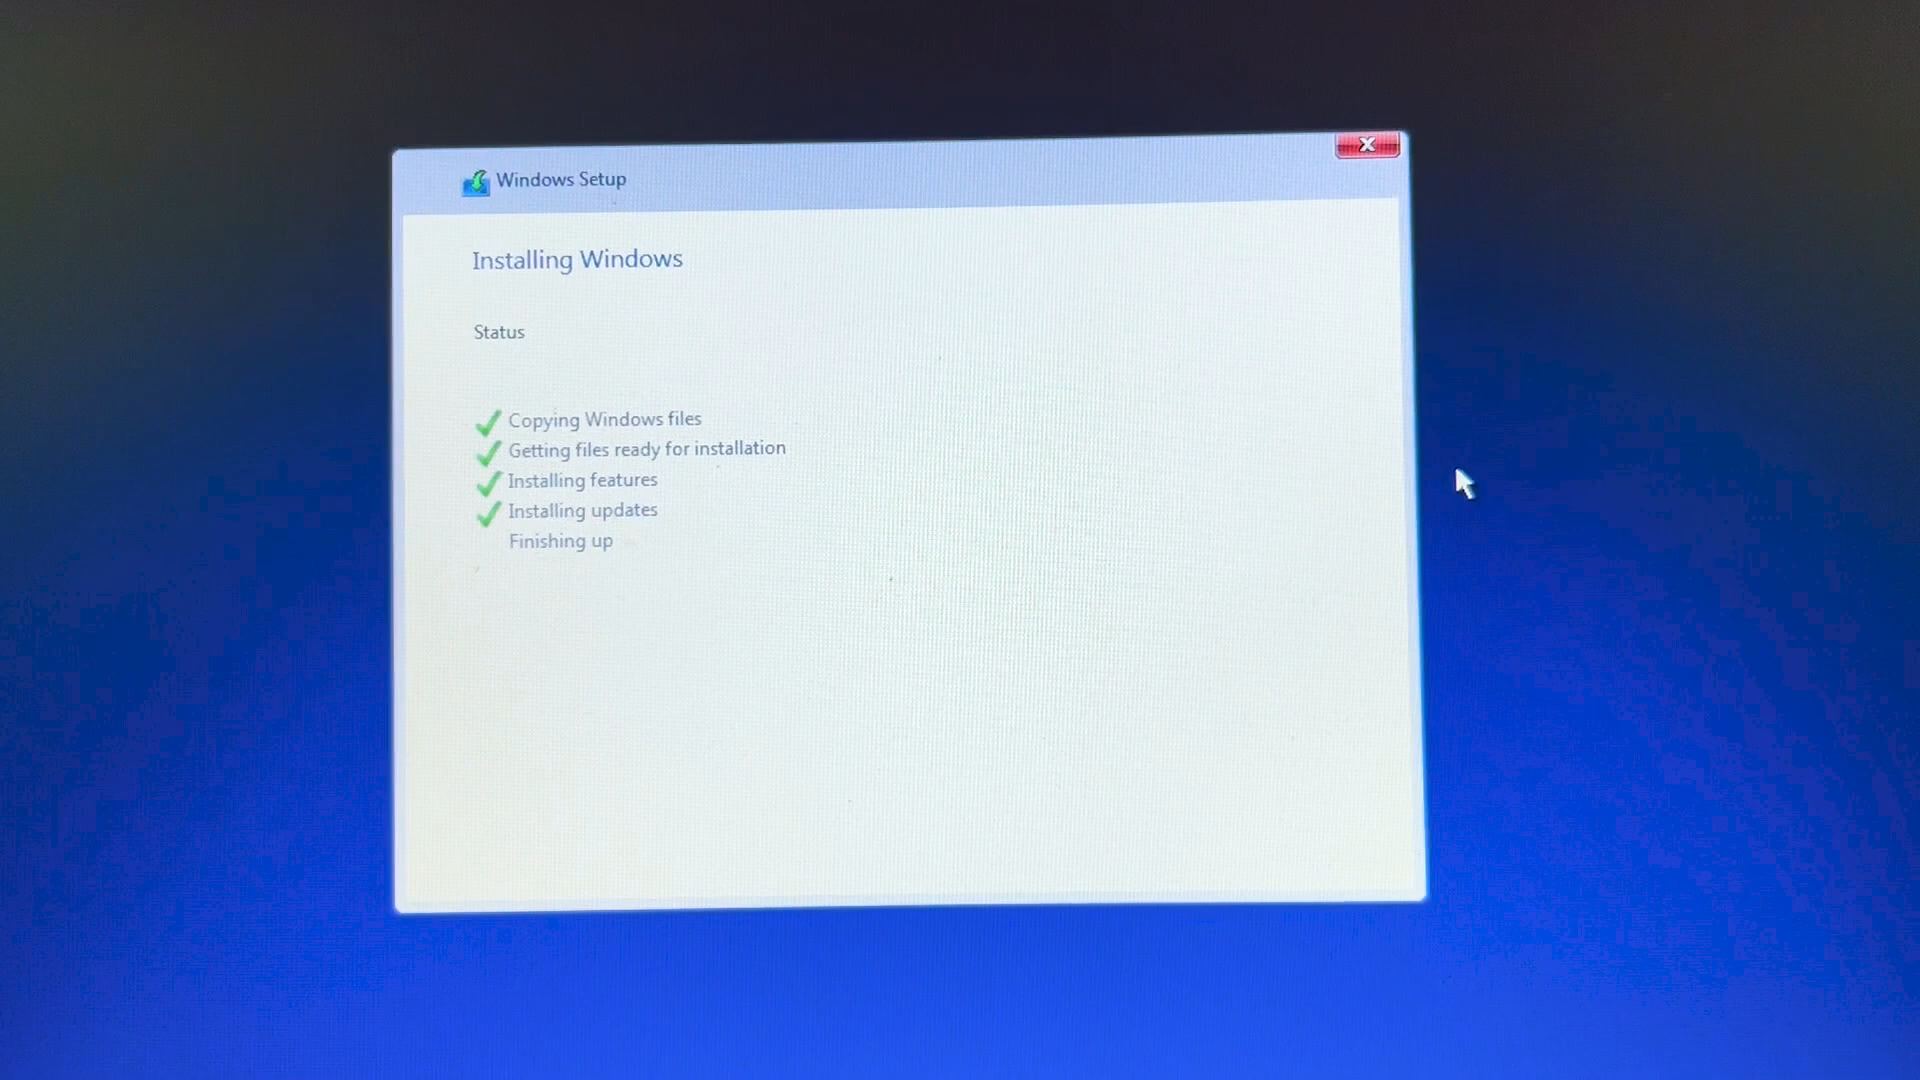 Windows Setup
Installing Windows
Status
Copying Windows files
Getting files ready for installation
Installing features
Installing updates
Finishing up